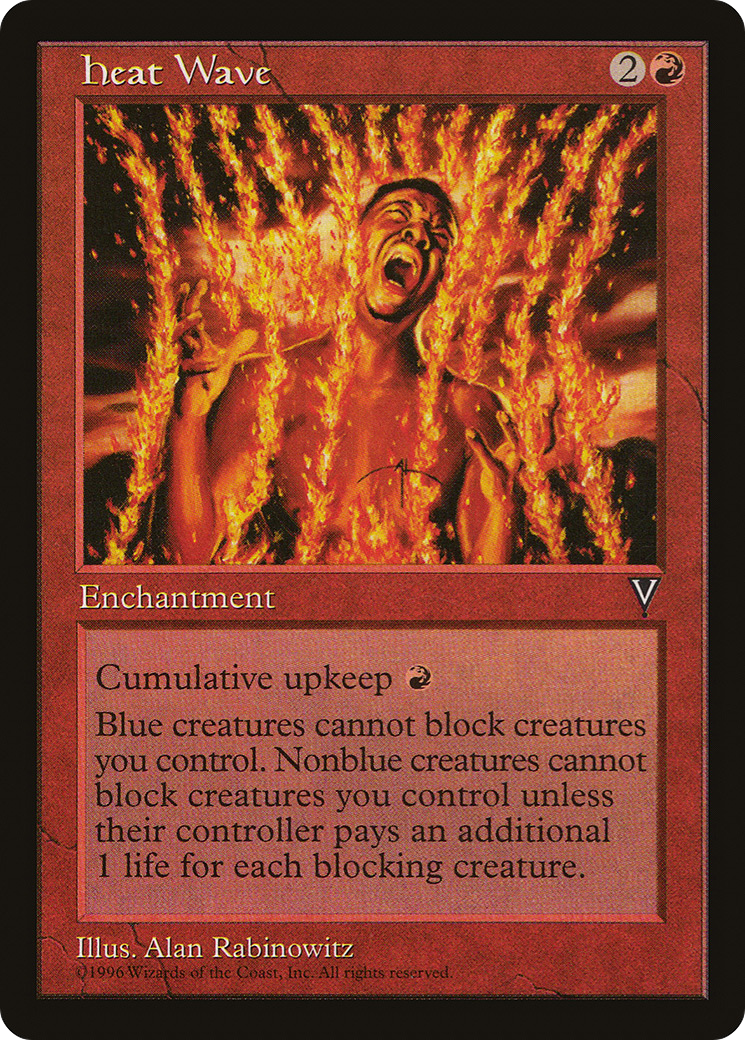 Heat Wave 2
Enchantment V
Cumulative upkeep
Blue creatures cannot block creatures
you control. Nonblue creatures cannot
block creatures you control unless
their controller pays an additional
1 life for each blocking creature.
Illus. Alan Rabinowitz
©1996 Wizards of the Coast, Inc. All rights reserved.